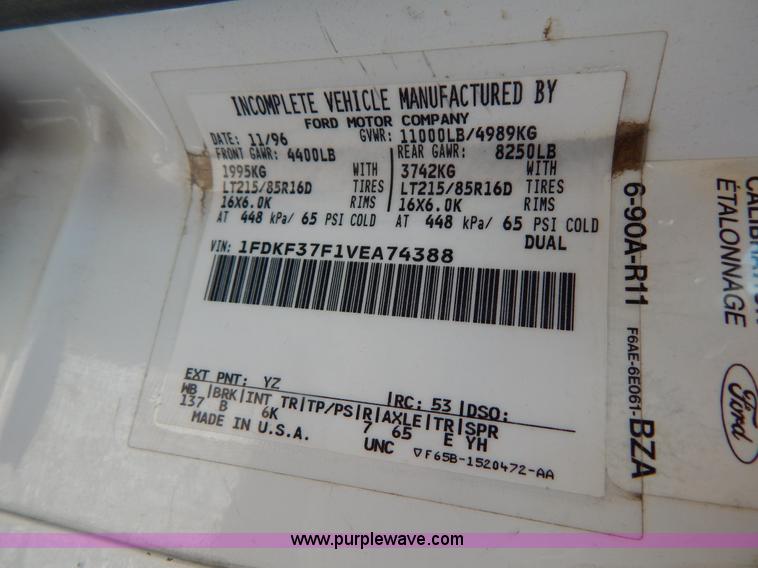 INCOMPLETE VEHICLE MANUFACTURED BY
FORD MOTOR COMPANY
DATE: 11/96 GVWR: 11000LB/4989KG
FRONT GAWR: 4400LB REAR GAWR: 8250LB
1995KG WITH 3742KG WITH
LT215/85R16D TIRES LT215/85R16D TIRES
16X6.0K RIMS 16X6.0K RIMS
AT 448 kPa/ 65 PSI COLD AT 448 kPa/ 65 PSI COLD
DUAL
VIN: 1FDKF37F1VEA74388
EXT PNT: YZ RC: 53 DSO:
WB BRK INT TR TP/PS R AXLE TR SPR
137 B 6K 7 65 E YH
MADE IN U.S.A. UNC
▽F65B-1520472-AA
6-90A-R11
F6AE-6E061-BZA
ÉTALONNAGE
Ford
www.purplewave.com